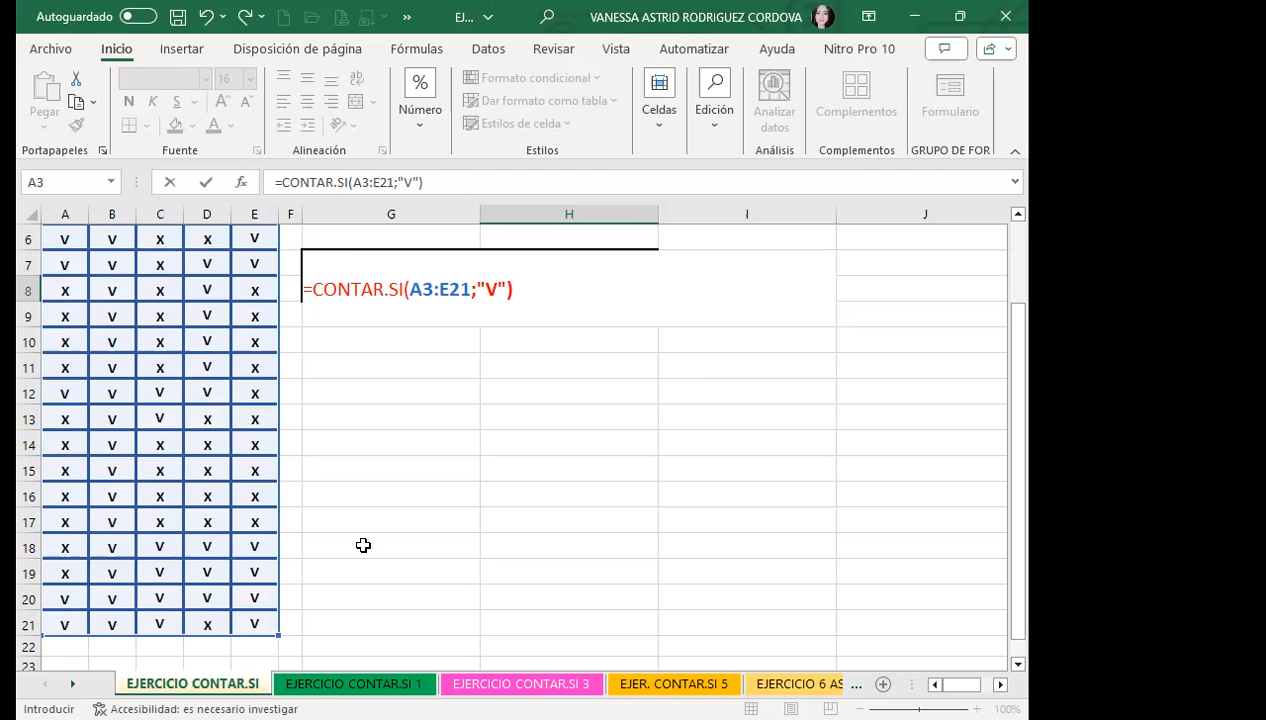 Autoguardado EJ... VANESSA ASTRID RODRIGUEZ CORDOVA
Archivo Inicio Insertar Disposición de página Fórmulas Datos Revisar Vista Automatizar Ayuda Nitro Pro 10
Pegar
16
N K S
Número
Formato condicional
Dar formato como tabla
Estilos de celda
Celdas
Edición
Analizar
datos
Complementos
Formulario
Portapapeles Fuente Alineación Estilos Análisis Complementos GRUPO DE FOR
A3 =CONTAR.SI(A3:E21;"V")
A B C D E F G H I J
6 V V X X V
7 V V X V V
8 X V X V X =CONTAR.SI(A3:E21;"V")
9 X V X V X
10 X V X V X
11 X V X V X
12 V V V V X
13 X V V X X
14 X V X X X
15 X V X X X
16 X V X X X
17 X V X X X
18 X V V V V
19 X V V V V
20 V V V V V
21 V V V X V
22
23
EJERCICIO CONTAR.SI EJERCICIO CONTAR.SI 1 EJERCICIO CONTAR.SI 3 EJER. CONTAR.SI 5 EJERCICIO 6 AS ...
Introducir Accesibilidad: es necesario investigar 100%